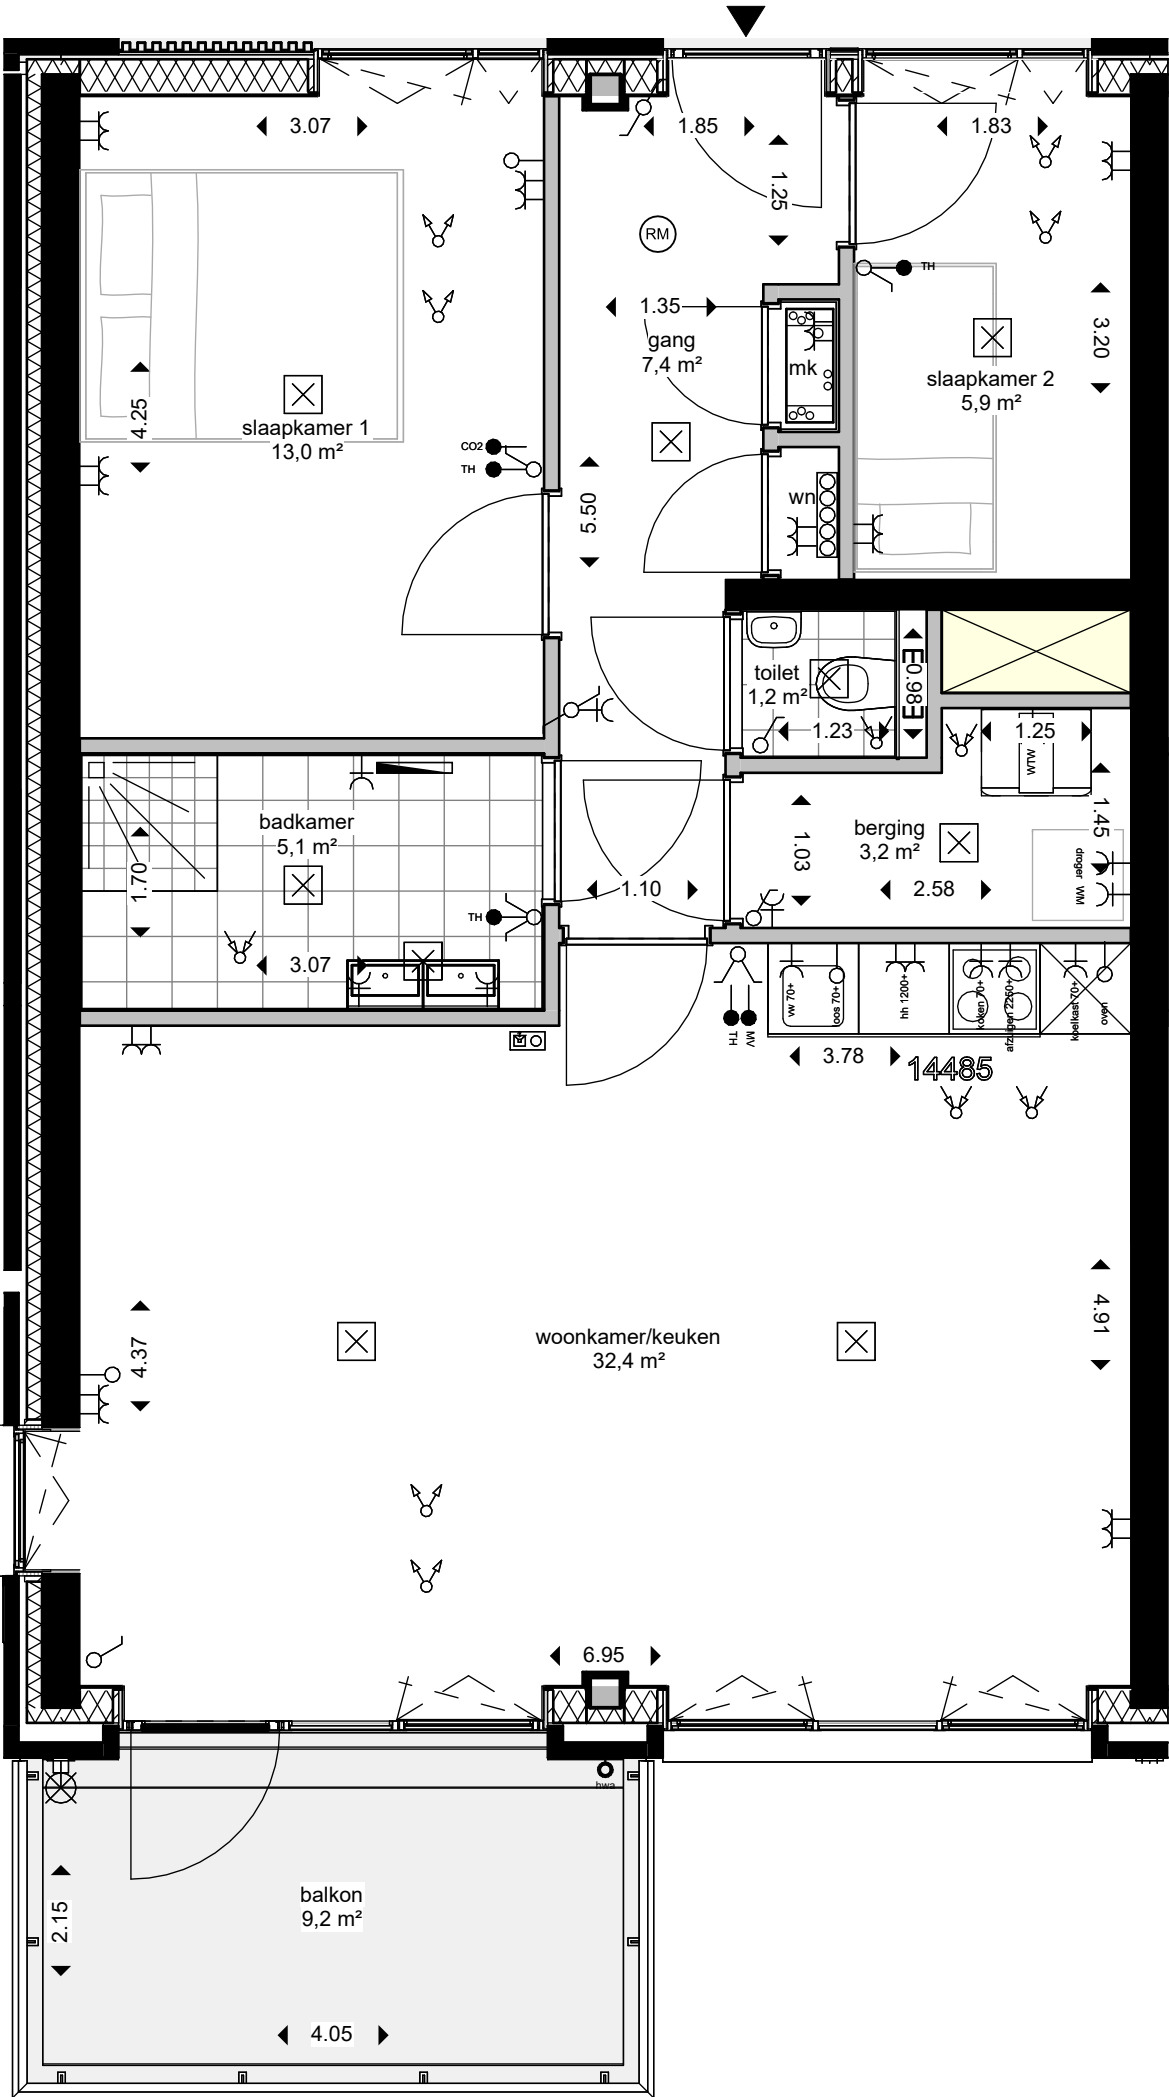 3.07
1.85
1.83
1.25
RM
TH
1.35
gang
7,4 m²
mk
3.20
slaapkamer 2
5,9 m²
4.25
slaapkamer 1
13,0 m²
CO2
TH
5.50
wn
toilet
1,2 m²
0.98
1.23
1.25
WTW
badkamer
5,1 m²
1.70
1.03
berging
3,2 m²
1.45
droger
WM
1.10
2.58
TH
3.07
vw 70+
loos 70+
hh 1200+
koken 70+
afzuigen 2250+
koelkast 70+
oven
TH
MV
3.78
14485
4.91
4.37
woonkamer/keuken
32,4 m²
6.95
hwa
balkon
9,2 m²
2.15
4.05